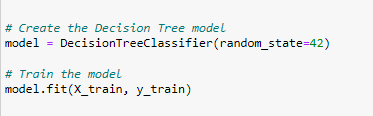 # Create the Decision Tree model
model = DecisionTreeClassifier(random_state=42)
# Train the model
model.fit(X_train, y_train)